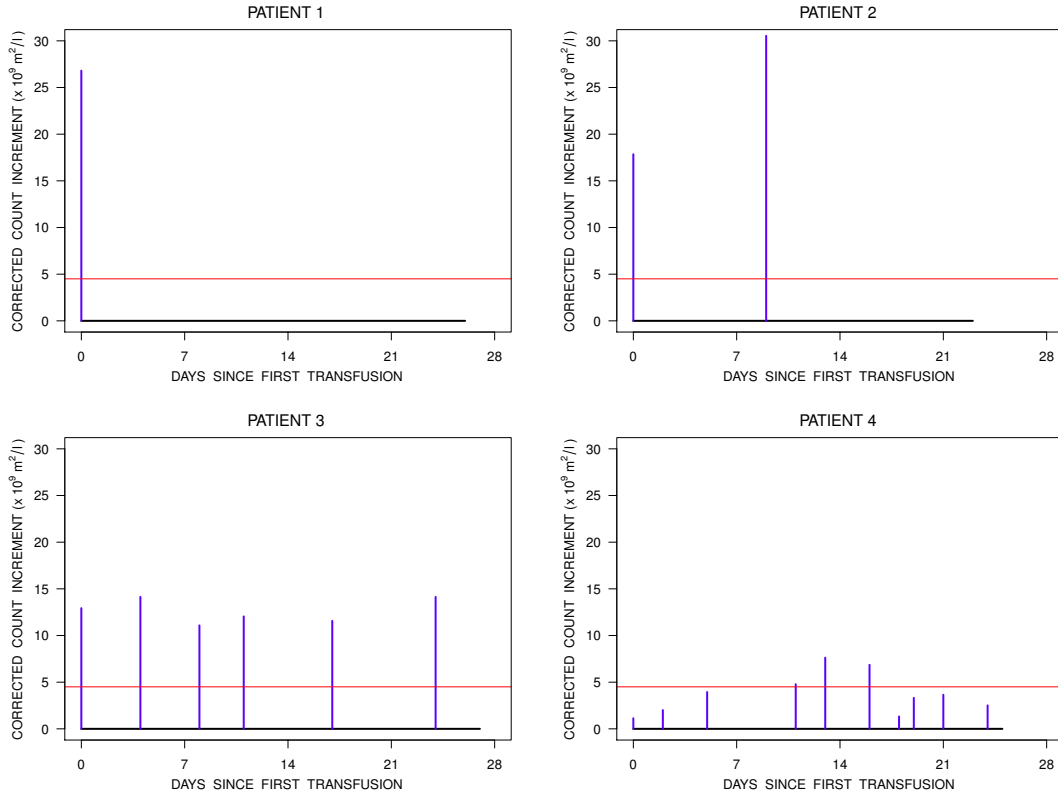 PATIENT 1
CORRECTED COUNT INCREMENT (x 10⁹ m²/l)
30
25
20
15
10
5
0
0 7 14 21 28
DAYS SINCE FIRST TRANSFUSION
PATIENT 2
CORRECTED COUNT INCREMENT (x 10⁹ m²/l)
30
25
20
15
10
5
0
0 7 14 21 28
DAYS SINCE FIRST TRANSFUSION
PATIENT 3
CORRECTED COUNT INCREMENT (x 10⁹ m²/l)
30
25
20
15
10
5
0
0 7 14 21 28
DAYS SINCE FIRST TRANSFUSION
PATIENT 4
CORRECTED COUNT INCREMENT (x 10⁹ m²/l)
30
25
20
15
10
5
0
0 7 14 21 28
DAYS SINCE FIRST TRANSFUSION